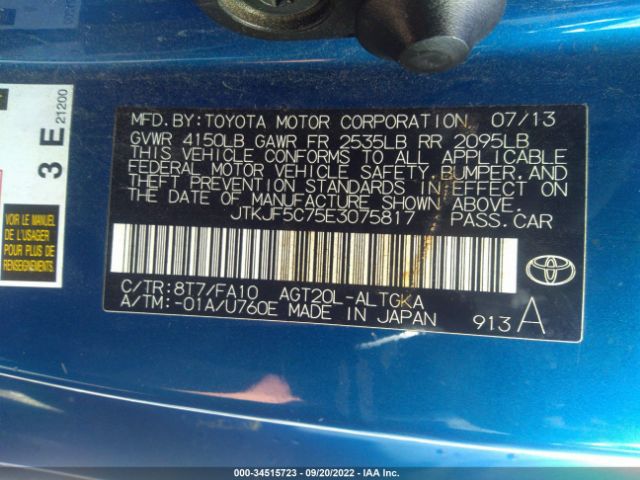 MFD.BY:TOYOTA MOTOR CORPORATION 07/13
GVWR 4150LB GAWR FR 2535LB RR 2095LB
THIS VEHICLE CONFORMS TO ALL APPLICABLE
FEDERAL MOTOR VEHICLE SAFETY,BUMPER,AND
THEFT PREVENTION STANDARDS IN EFFECT ON
THE DATE OF MANUFACTURE SHOWN ABOVE.
JTKJF5C75E3075817 PASS.CAR
C/TR:8T7/FA10 AGT20L-ALTGKA
A/TM:-01A/U760E MADE IN JAPAN
913A
3 E
21200
VOIR LE MANUEL
DE L'USAGER
POUR PLUS DE
RENSEIGNEMENTS
000-34515723 - 09/20/2022 - IAA Inc.